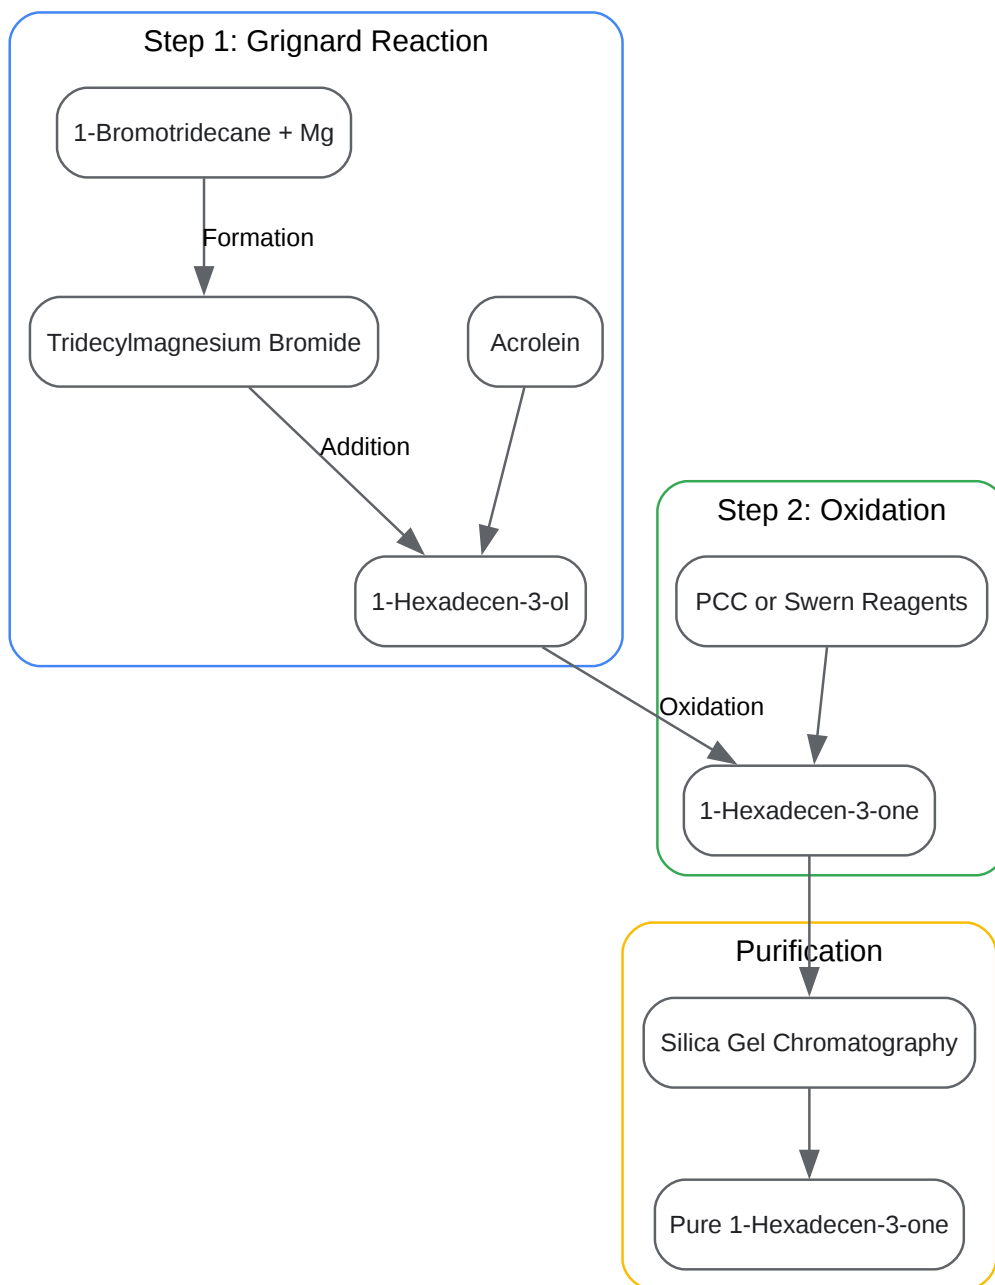 Step 1: Grignard Reaction
1-Bromotridecane + Mg
Formation
Tridecylmagnesium Bromide
Acrolein
Addition
1-Hexadecen-3-ol
Step 2: Oxidation
PCC or Swern Reagents
Oxidation
1-Hexadecen-3-one
Purification
Silica Gel Chromatography
Pure 1-Hexadecen-3-one